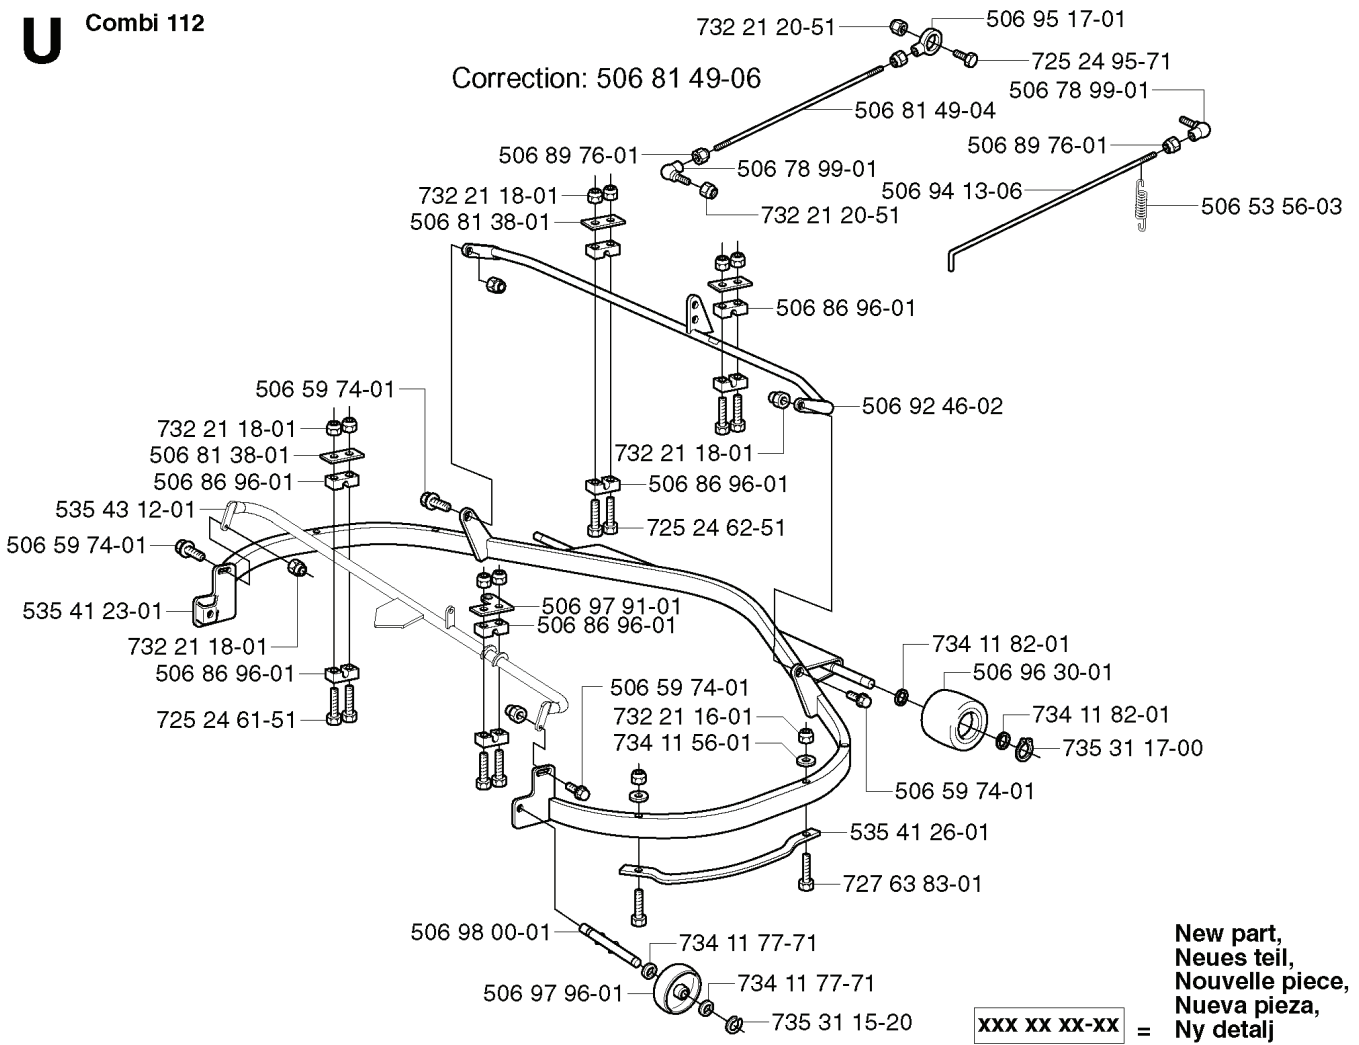 U
Combi 112
732 21 20-51
506 95 17-01
725 24 95-71
Correction: 506 81 49-06
506 78 99-01
506 81 49-04
506 89 76-01
506 89 76-01
506 78 99-01
732 21 18-01
506 94 13-06
506 53 56-03
506 81 38-01
732 21 20-51
506 86 96-01
506 59 74-01
506 92 46-02
732 21 18-01
506 81 38-01
732 21 18-01
506 86 96-01
506 86 96-01
535 43 12-01
725 24 62-51
506 59 74-01
535 41 23-01
506 97 91-01
506 86 96-01
732 21 18-01
734 11 82-01
506 86 96-01
506 96 30-01
506 59 74-01
725 24 61-51
732 21 16-01
734 11 82-01
734 11 56-01
735 31 17-00
506 59 74-01
535 41 26-01
727 63 83-01
506 98 00-01
734 11 77-71
734 11 77-71
506 97 96-01
735 31 15-20
New part,
Neues teil,
Nouvelle piece,
Nueva pieza,
xxx xx xx-xx = Ny detalj